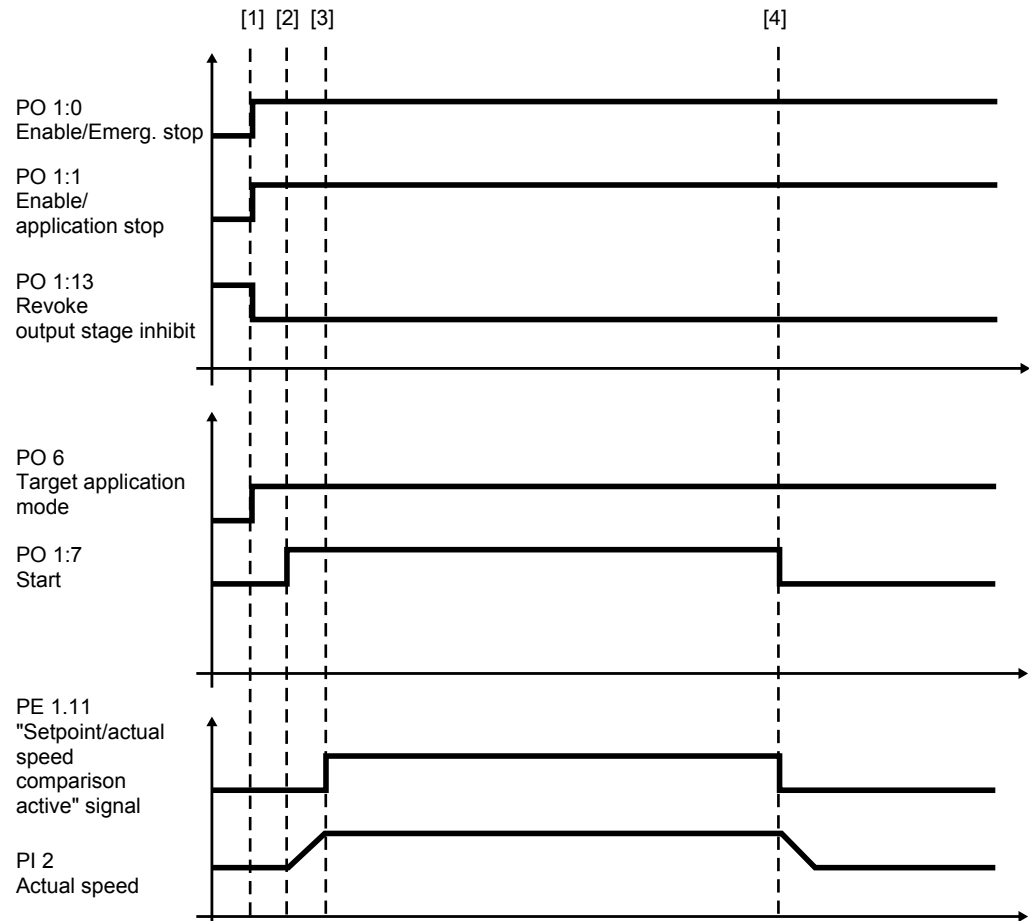 [1] [2] [3] [4]
PO 1:0
Enable/Emerg. stop
PO 1:1
Enable/
application stop
PO 1:13
Revoke
output stage inhibit
PO 6
Target application
mode
PO 1:7
Start
PE 1.11
"Setpoint/actual
speed
comparison
active" signal
PI 2
Actual speed